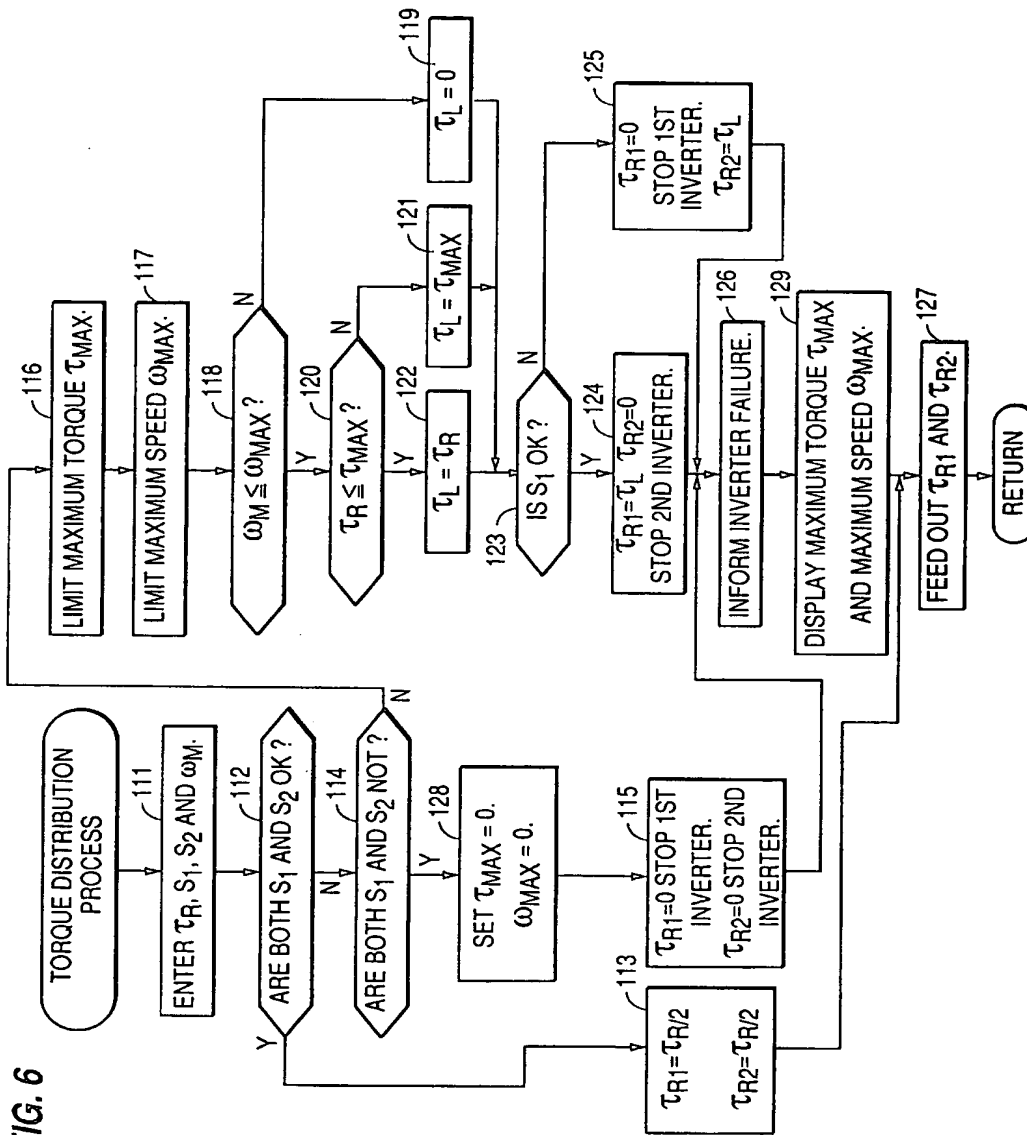 FIG. 6
TORQUE DISTRIBUTION
PROCESS
111
ENTER τR, S1, S2 AND ωM.
112
ARE BOTH S1 AND S2 OK?
Y
N
114
ARE BOTH S1 AND S2 NOT?
N
Y
128
SET τMAX = 0.
ωMAX = 0.
113
τR1=τR/2
τR2=τR/2
115
τR1=0 STOP 1ST
INVERTER.
τR2=0 STOP 2ND
INVERTER.
116
LIMIT MAXIMUM TORQUE τMAX.
117
LIMIT MAXIMUM SPEED ωMAX.
118
ωM ≦ ωMAX?
N
Y
120
τR ≦ τMAX?
N
Y
122
τL = τR
121
τL = τMAX
119
τL = 0
123
IS S1 OK?
N
Y
124
τR1=τL τR2=0
STOP 2ND INVERTER.
125
τR1=0
STOP 1ST
INVERTER.
τR2=τL
126
INFORM INVERTER FAILURE.
129
DISPLAY MAXIMUM TORQUE τMAX
AND MAXIMUM SPEED ωMAX.
127
FEED OUT τR1 AND τR2.
RETURN